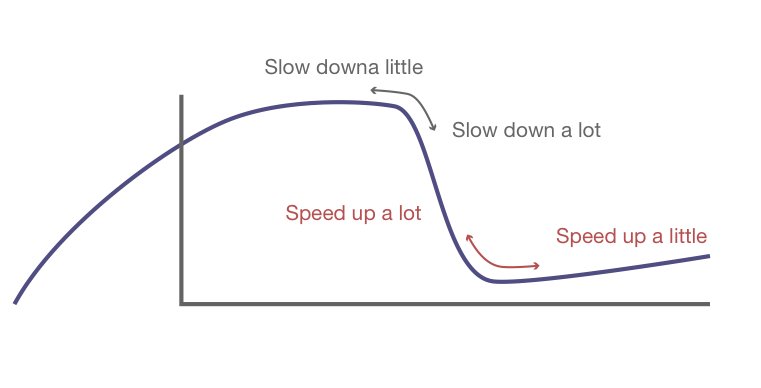 Slow downa little
Slow down a lot
Speed up a lot
Speed up a little